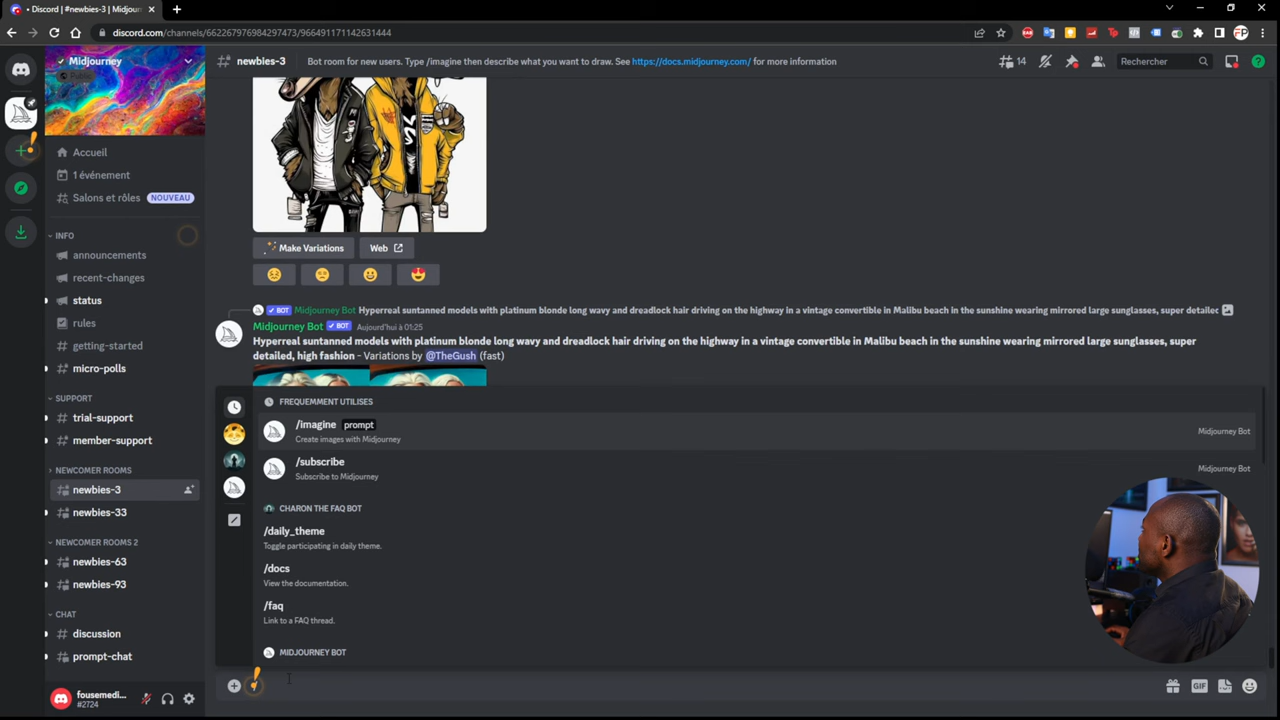 • Discord | #newbies-3 | Midjour
discord.com/channels/662267976984297473/966491171142631444
Midjourney
Public
# newbies-3
Bot room for new users. Type /imagine then describe what you want to draw. See https://docs.midjourney.com/ for more information
14
Rechercher
Accueil
1 événement
Salons et rôles
NOUVEAU
INFO
announcements
recent-changes
status
rules
getting-started
micro-polls
SUPPORT
trial-support
member-support
NEWCOMER ROOMS
newbies-3
newbies-33
NEWCOMER ROOMS 2
newbies-63
newbies-93
CHAT
discussion
prompt-chat
fousemedi...
#2724
Make Variations
Web
BOT Midjourney Bot Hyperreal suntanned models with platinum blonde long wavy and dreadlock hair driving on the highway in a vintage convertible in Malibu beach in the sunshine wearing mirrored large sunglasses, super detailed
Midjourney Bot BOT Aujourd'hui à 01:25
Hyperreal suntanned models with platinum blonde long wavy and dreadlock hair driving on the highway in a vintage convertible in Malibu beach in the sunshine wearing mirrored large sunglasses, super
detailed, high fashion - Variations by @TheGush (fast)
FREQUEMMENT UTILISES
/imagine prompt
Create images with Midjourney
Midjourney Bot
/subscribe
Subscribe to Midjourney
Midjourney Bot
CHARON THE FAQ BOT
/daily_theme
Toggle participating in daily theme.
/docs
View the documentation.
/faq
Link to a FAQ thread.
MIDJOURNEY BOT
GIF